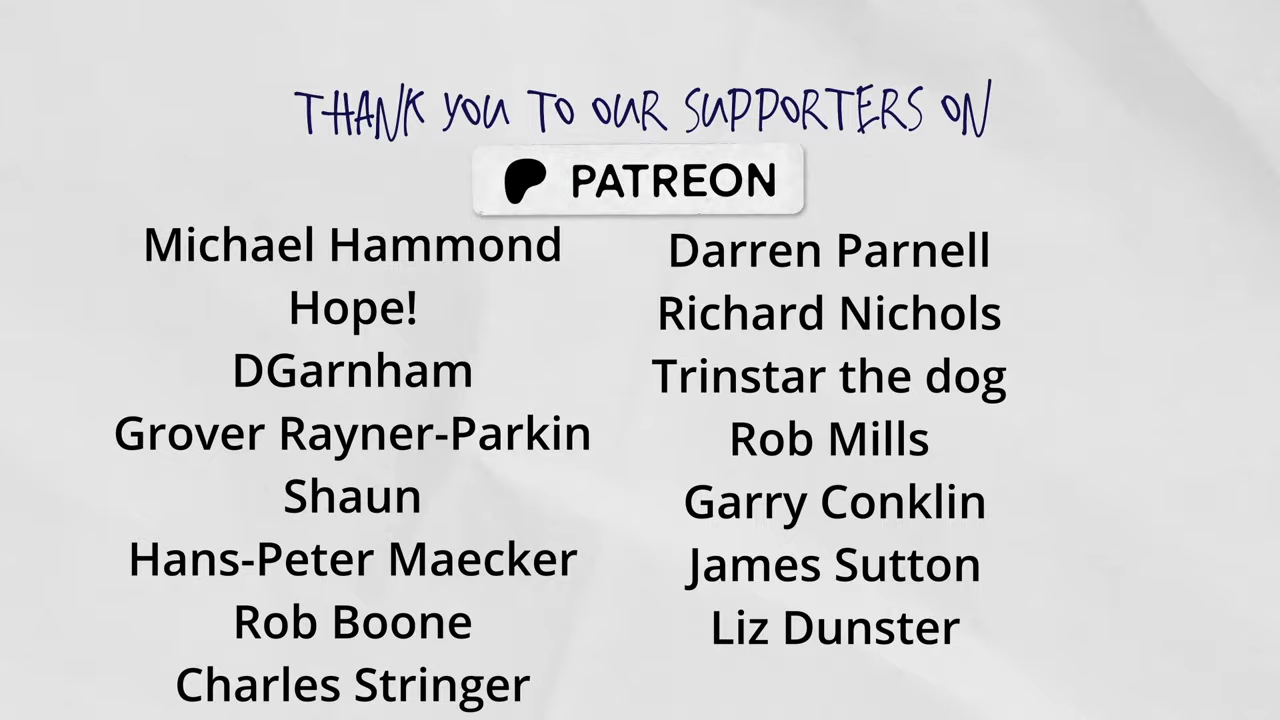 THANK YOU TO OUR SUPPORTERS ON
PATREON
Michael Hammond
Hope!
DGarnham
Grover Rayner-Parkin
Shaun
Hans-Peter Maecker
Rob Boone
Charles Stringer
Darren Parnell
Richard Nichols
Trinstar the dog
Rob Mills
Garry Conklin
James Sutton
Liz Dunster